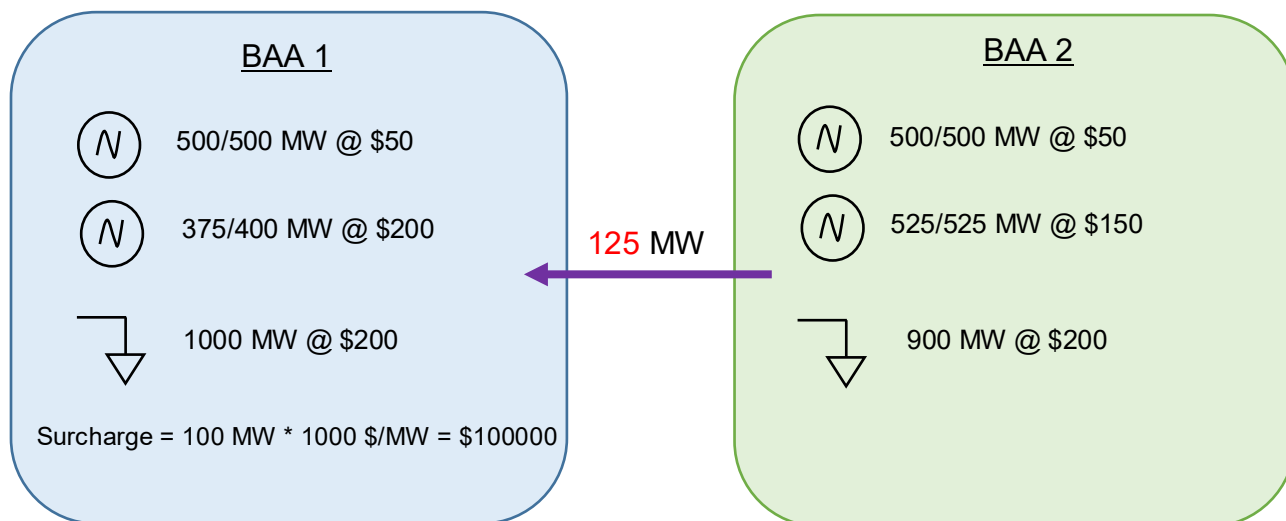 BAA 1
500/500 MW @ $50
375/400 MW @ $200
1000 MW @ $200
Surcharge = 100 MW * 1000 $/MW = $100000
125 MW
BAA 2
500/500 MW @ $50
525/525 MW @ $150
900 MW @ $200